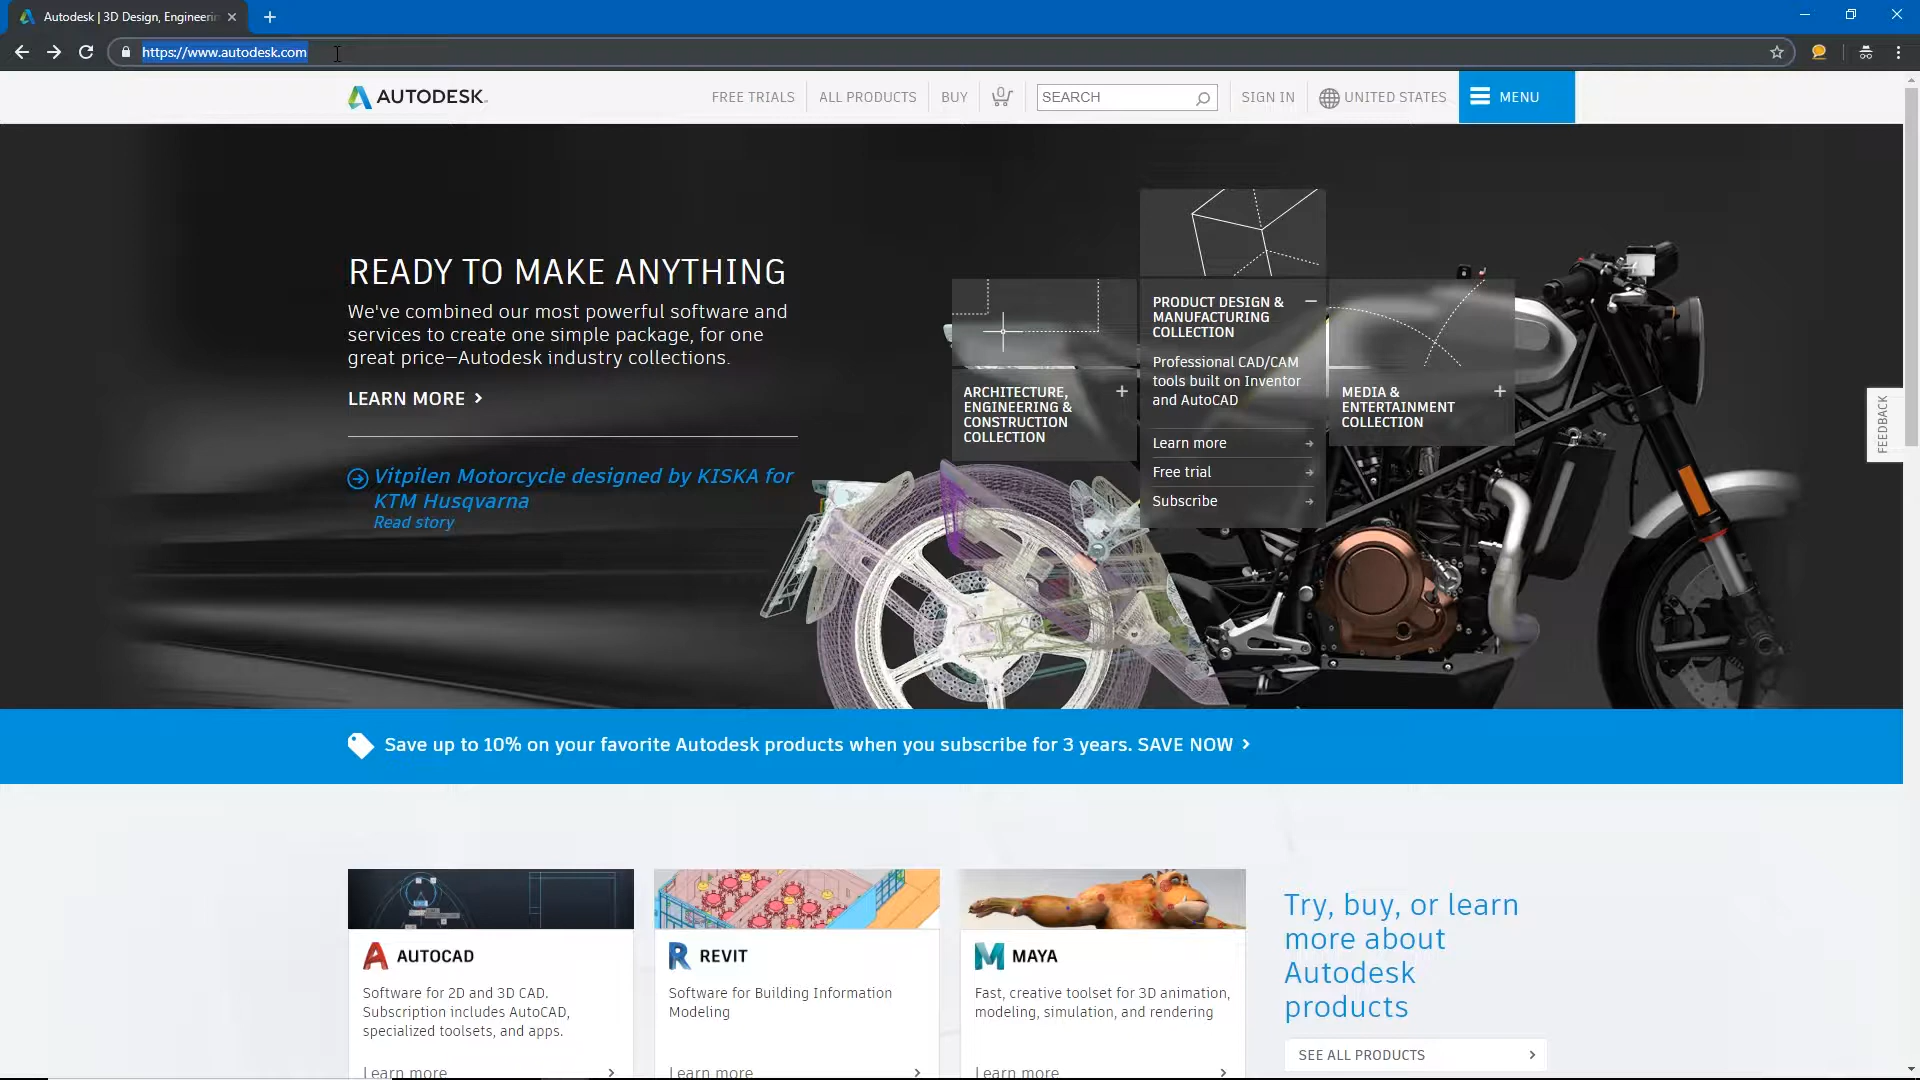 Autodesk | 3D Design, Engineerin
https://www.autodesk.com
AUTODESK.
FREE TRIALS
ALL PRODUCTS
BUY
0
SEARCH
SIGN IN
UNITED STATES
MENU
READY TO MAKE ANYTHING
We've combined our most powerful software and
services to create one simple package, for one
great price—Autodesk industry collections.
LEARN MORE
Vitpilen Motorcycle designed by KISKA for
KTM Husqvarna
Read story
ARCHITECTURE,
ENGINEERING &
CONSTRUCTION
COLLECTION
PRODUCT DESIGN &
MANUFACTURING
COLLECTION
Professional CAD/CAM
tools built on Inventor
and AutoCAD
Learn more
Free trial
Subscribe
MEDIA &
ENTERTAINMENT
COLLECTION
FEEDBACK
Save up to 10% on your favorite Autodesk products when you subscribe for 3 years. SAVE NOW
A AUTOCAD
Software for 2D and 3D CAD.
Subscription includes AutoCAD,
specialized toolsets, and apps.
Learn more
R REVIT
Software for Building Information
Modeling
Learn more
M MAYA
Fast, creative toolset for 3D animation,
modeling, simulation, and rendering
Learn more
Try, buy, or learn
more about
Autodesk
products
SEE ALL PRODUCTS